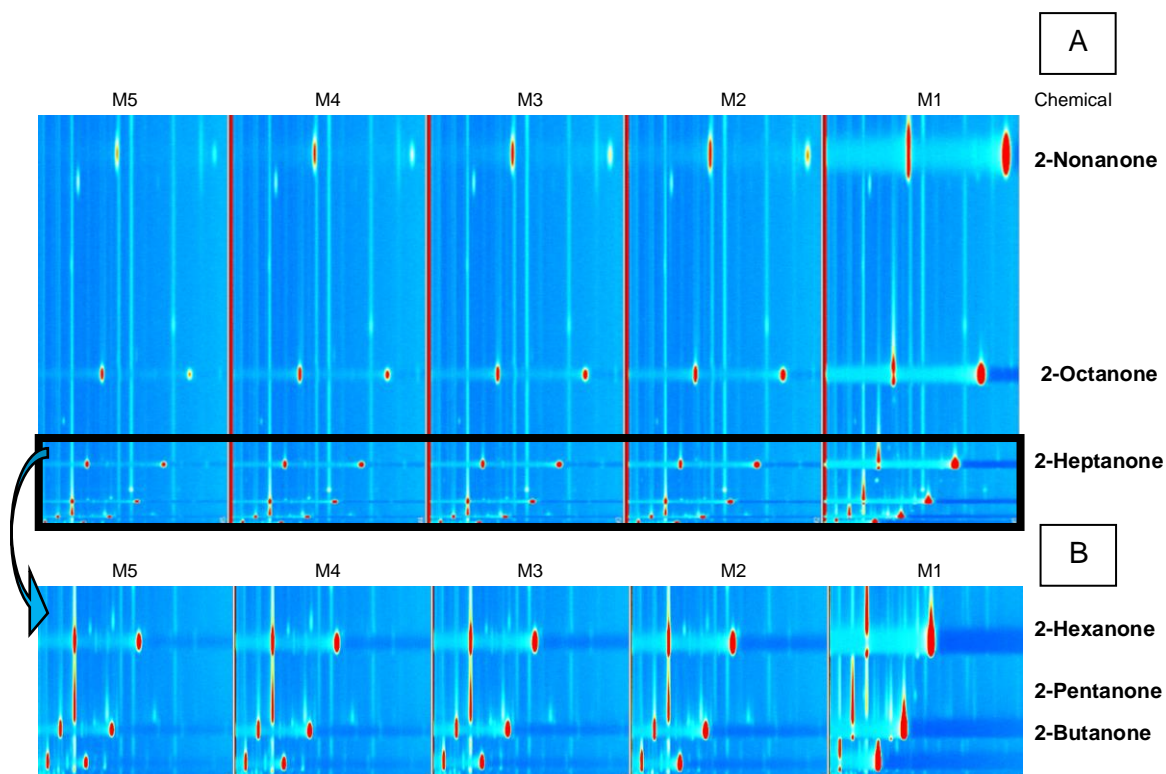 A
M5 M4 M3 M2 M1 Chemical
2-Nonanone
2-Octanone
2-Heptanone
B
M5 M4 M3 M2 M1
2-Hexanone
2-Pentanone
2-Butanone